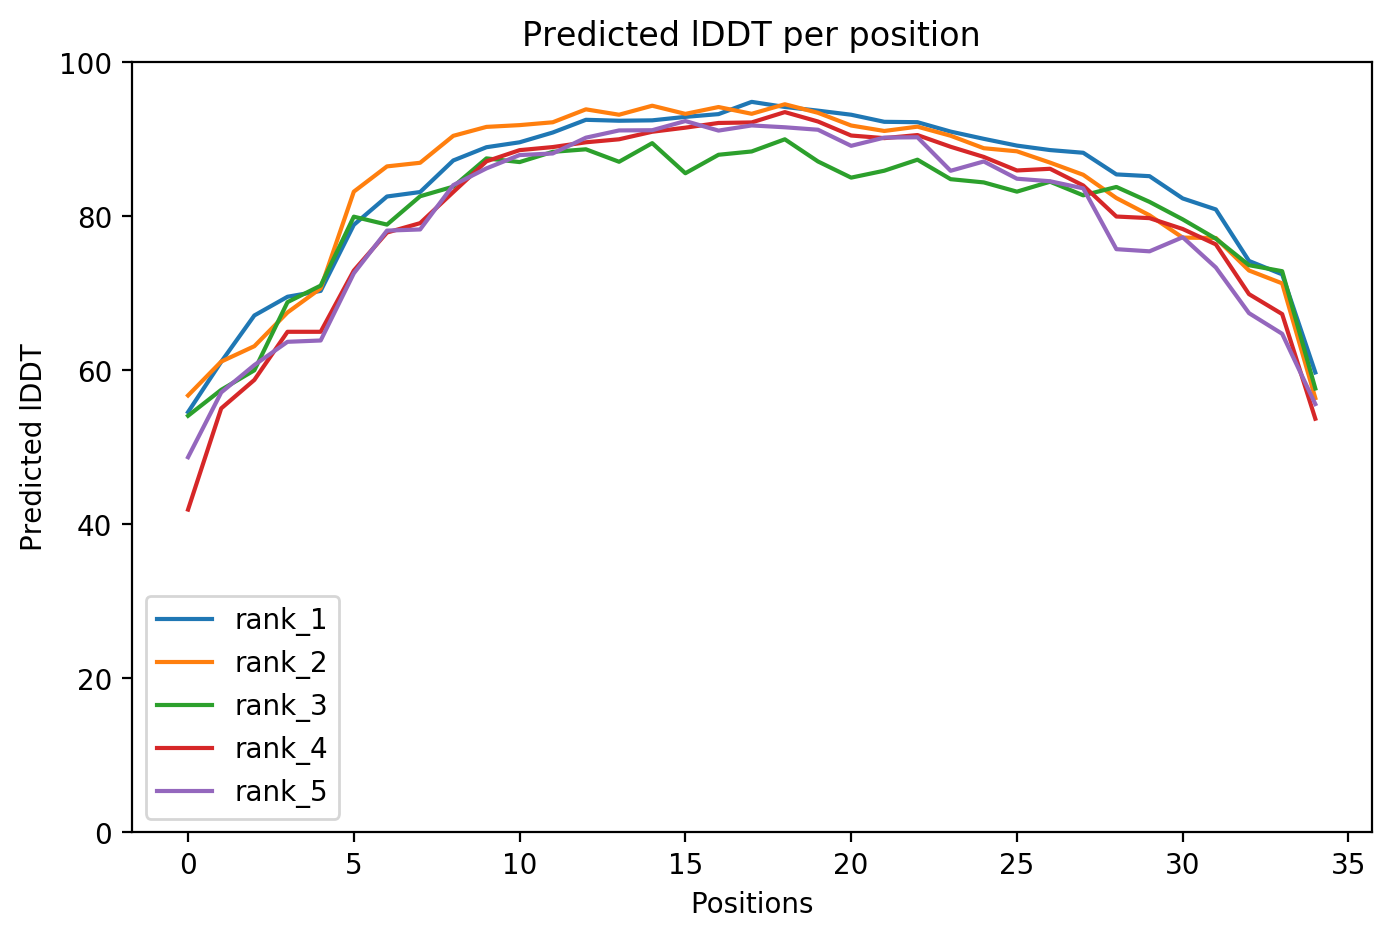 Predicted lDDT per position
Predicted lDDT
100
80
60
40
20
0
rank_1
rank_2
rank_3
rank_4
rank_5
0 5 10 15 20 25 30 35
Positions